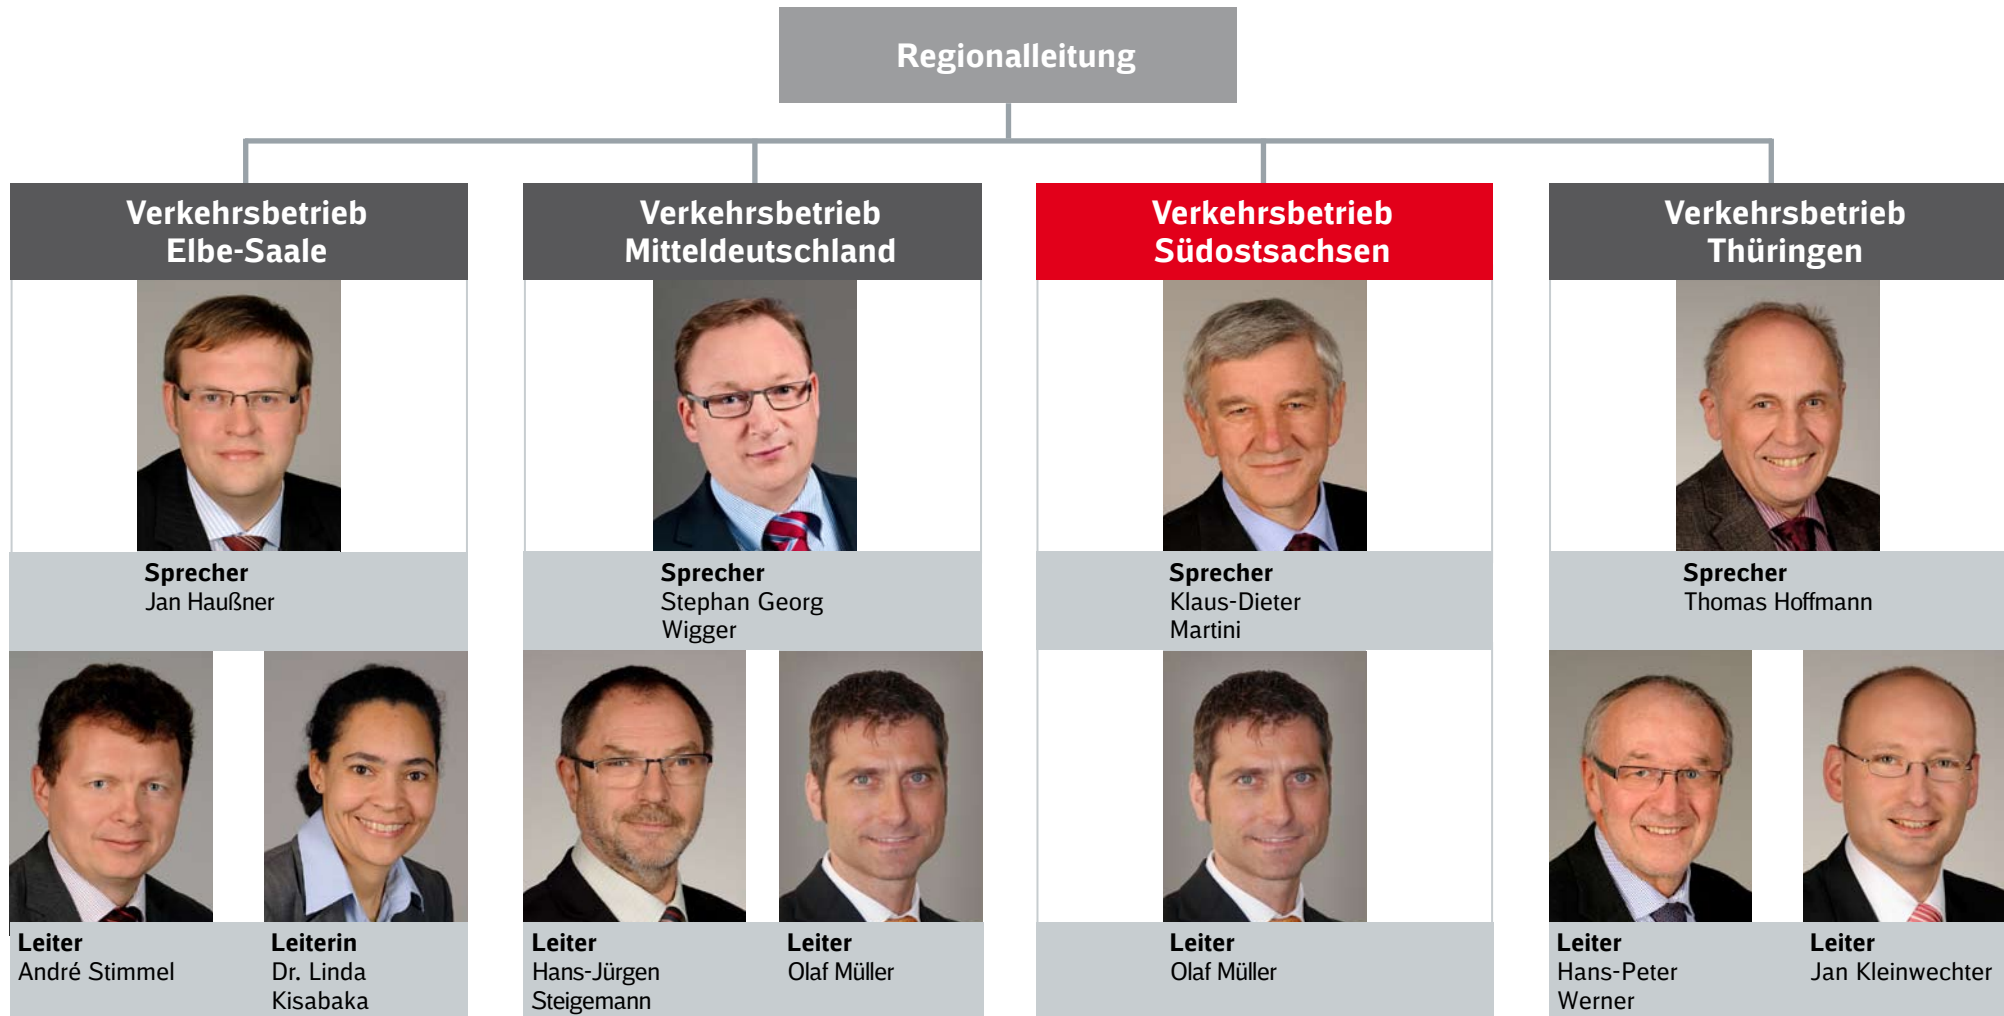 Regionalleitung
Verkehrsbetrieb
Elbe-Saale
Sprecher
Jan Haußner
Leiter
André Stimmel
Leiterin
Dr. Linda
Kisabaka
Verkehrsbetrieb
Mitteldeutschland
Sprecher
Stephan Georg
Wigger
Leiter
Hans-Jürgen
Steigemann
Leiter
Olaf Müller
Verkehrsbetrieb
Südostsachsen
Sprecher
Klaus-Dieter
Martini
Leiter
Olaf Müller
Verkehrsbetrieb
Thüringen
Sprecher
Thomas Hoffmann
Leiter
Hans-Peter
Werner
Leiter
Jan Kleinwechter